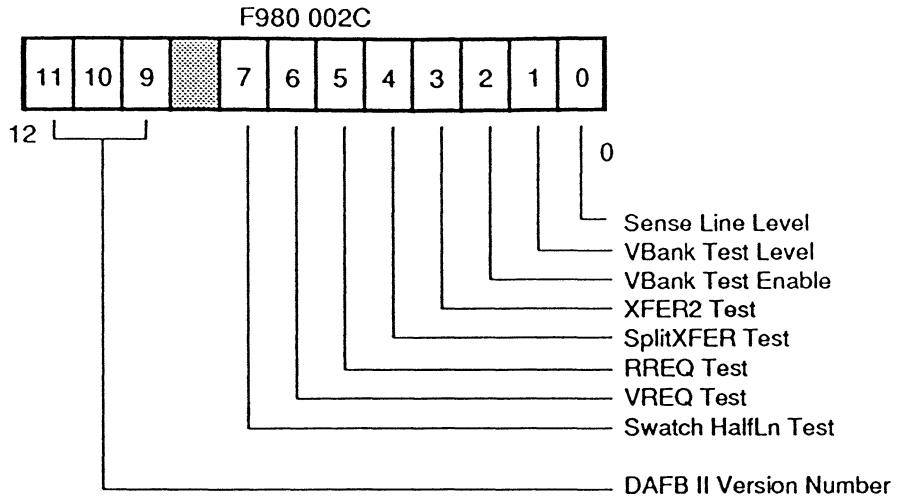 F980 002C
11 10 9 7 6 5 4 3 2 1 0
12
0
Sense Line Level
VBank Test Level
VBank Test Enable
XFER2 Test
SplitXFER Test
RREQ Test
VREQ Test
Swatch HalfLn Test
DAFB II Version Number